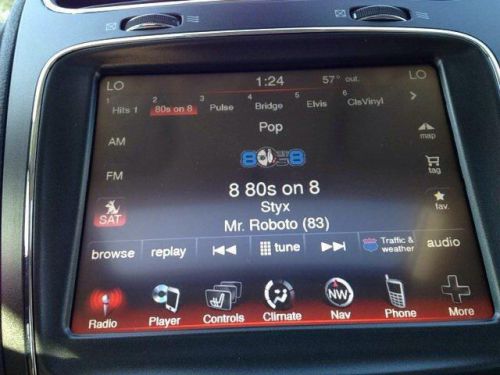 LO 1:24 57° out. LO
1 2 3 4 5 6
Hits 1 80s on 8 Pulse Bridge Elvis ClsVinyl >
Pop
AM
map
FM
80s 8
tag
8 80s on 8
SAT
Styx
fav.
Mr. Roboto (83)
browse replay tune Traffic & weather audio
NW
Radio Player Controls Climate Nav Phone More